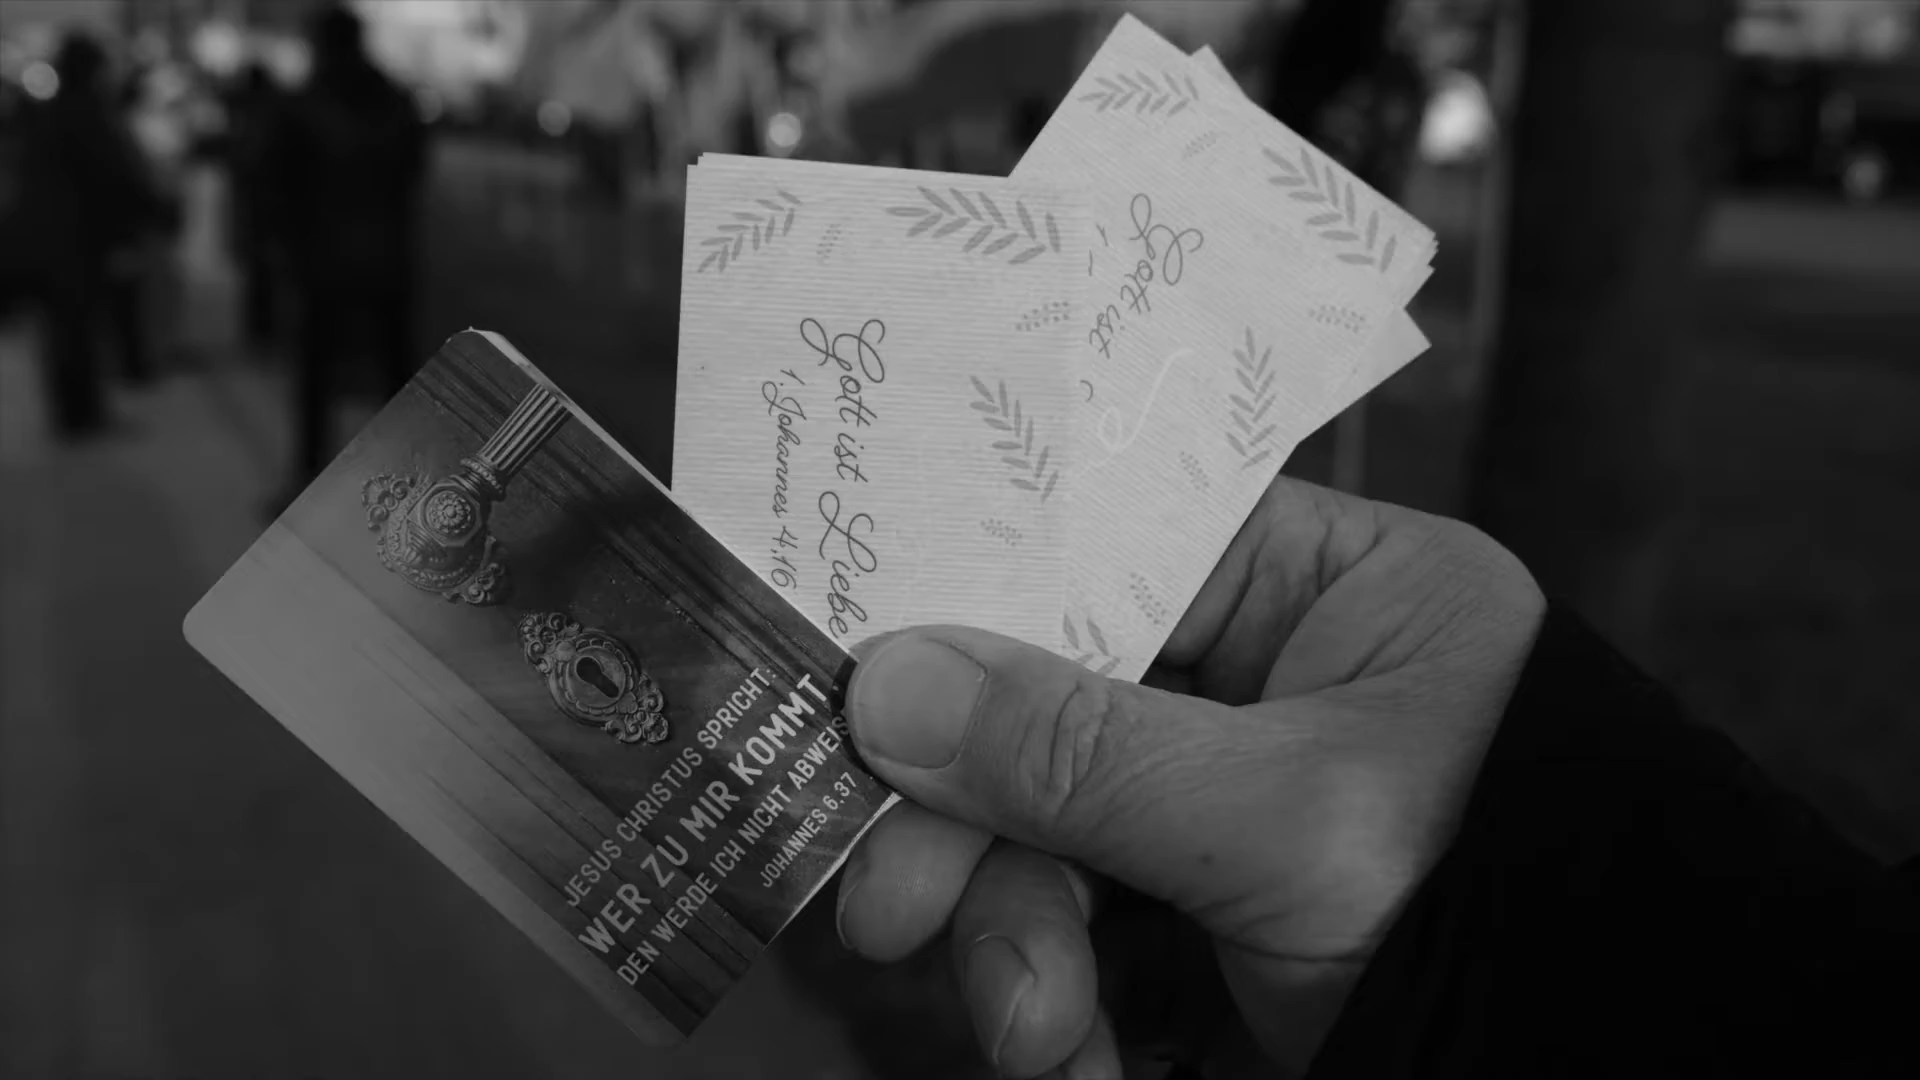 Gott ist Liebe
1. Johannes 4,16
Gott ist
JESUS CHRISTUS SPRICHT:
WER ZU MIR KOMMT
DEN WERDE ICH NICHT ABWEIS
JOHANNES 6,37